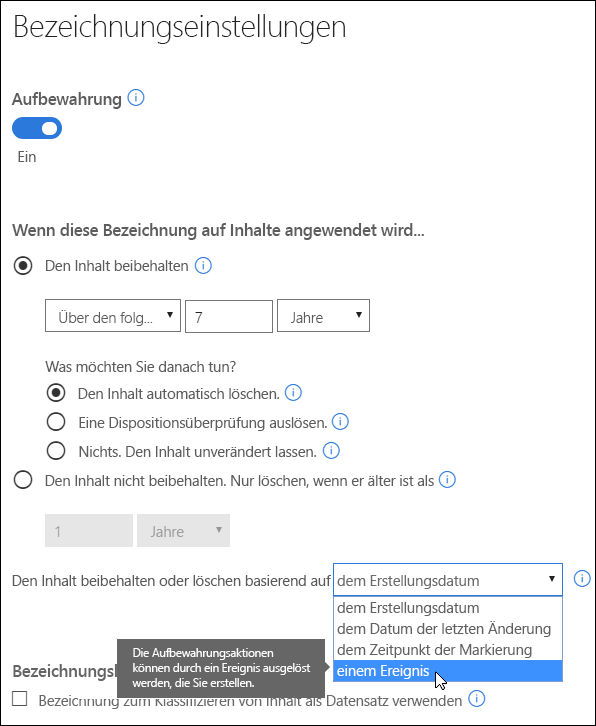 Bezeichnungseinstellungen
Aufbewahrung
Ein
Wenn diese Bezeichnung auf Inhalte angewendet wird...
Den Inhalt beibehalten
Über den folg... 7 Jahre
Was möchten Sie danach tun?
Den Inhalt automatisch löschen.
Eine Dispositionsüberprüfung auslösen.
Nichts. Den Inhalt unverändert lassen.
Den Inhalt nicht beibehalten. Nur löschen, wenn er älter ist als
1 Jahre
Den Inhalt beibehalten oder löschen basierend auf dem Erstellungsdatum
dem Erstellungsdatum
dem Datum der letzten Änderung
dem Zeitpunkt der Markierung
einem Ereignis
Die Aufbewahrungsaktionen
können durch ein Ereignis ausgelöst
werden, die Sie erstellen.
Bezeichnung zum Klassifizieren von Inhalt als Datensatz verwenden